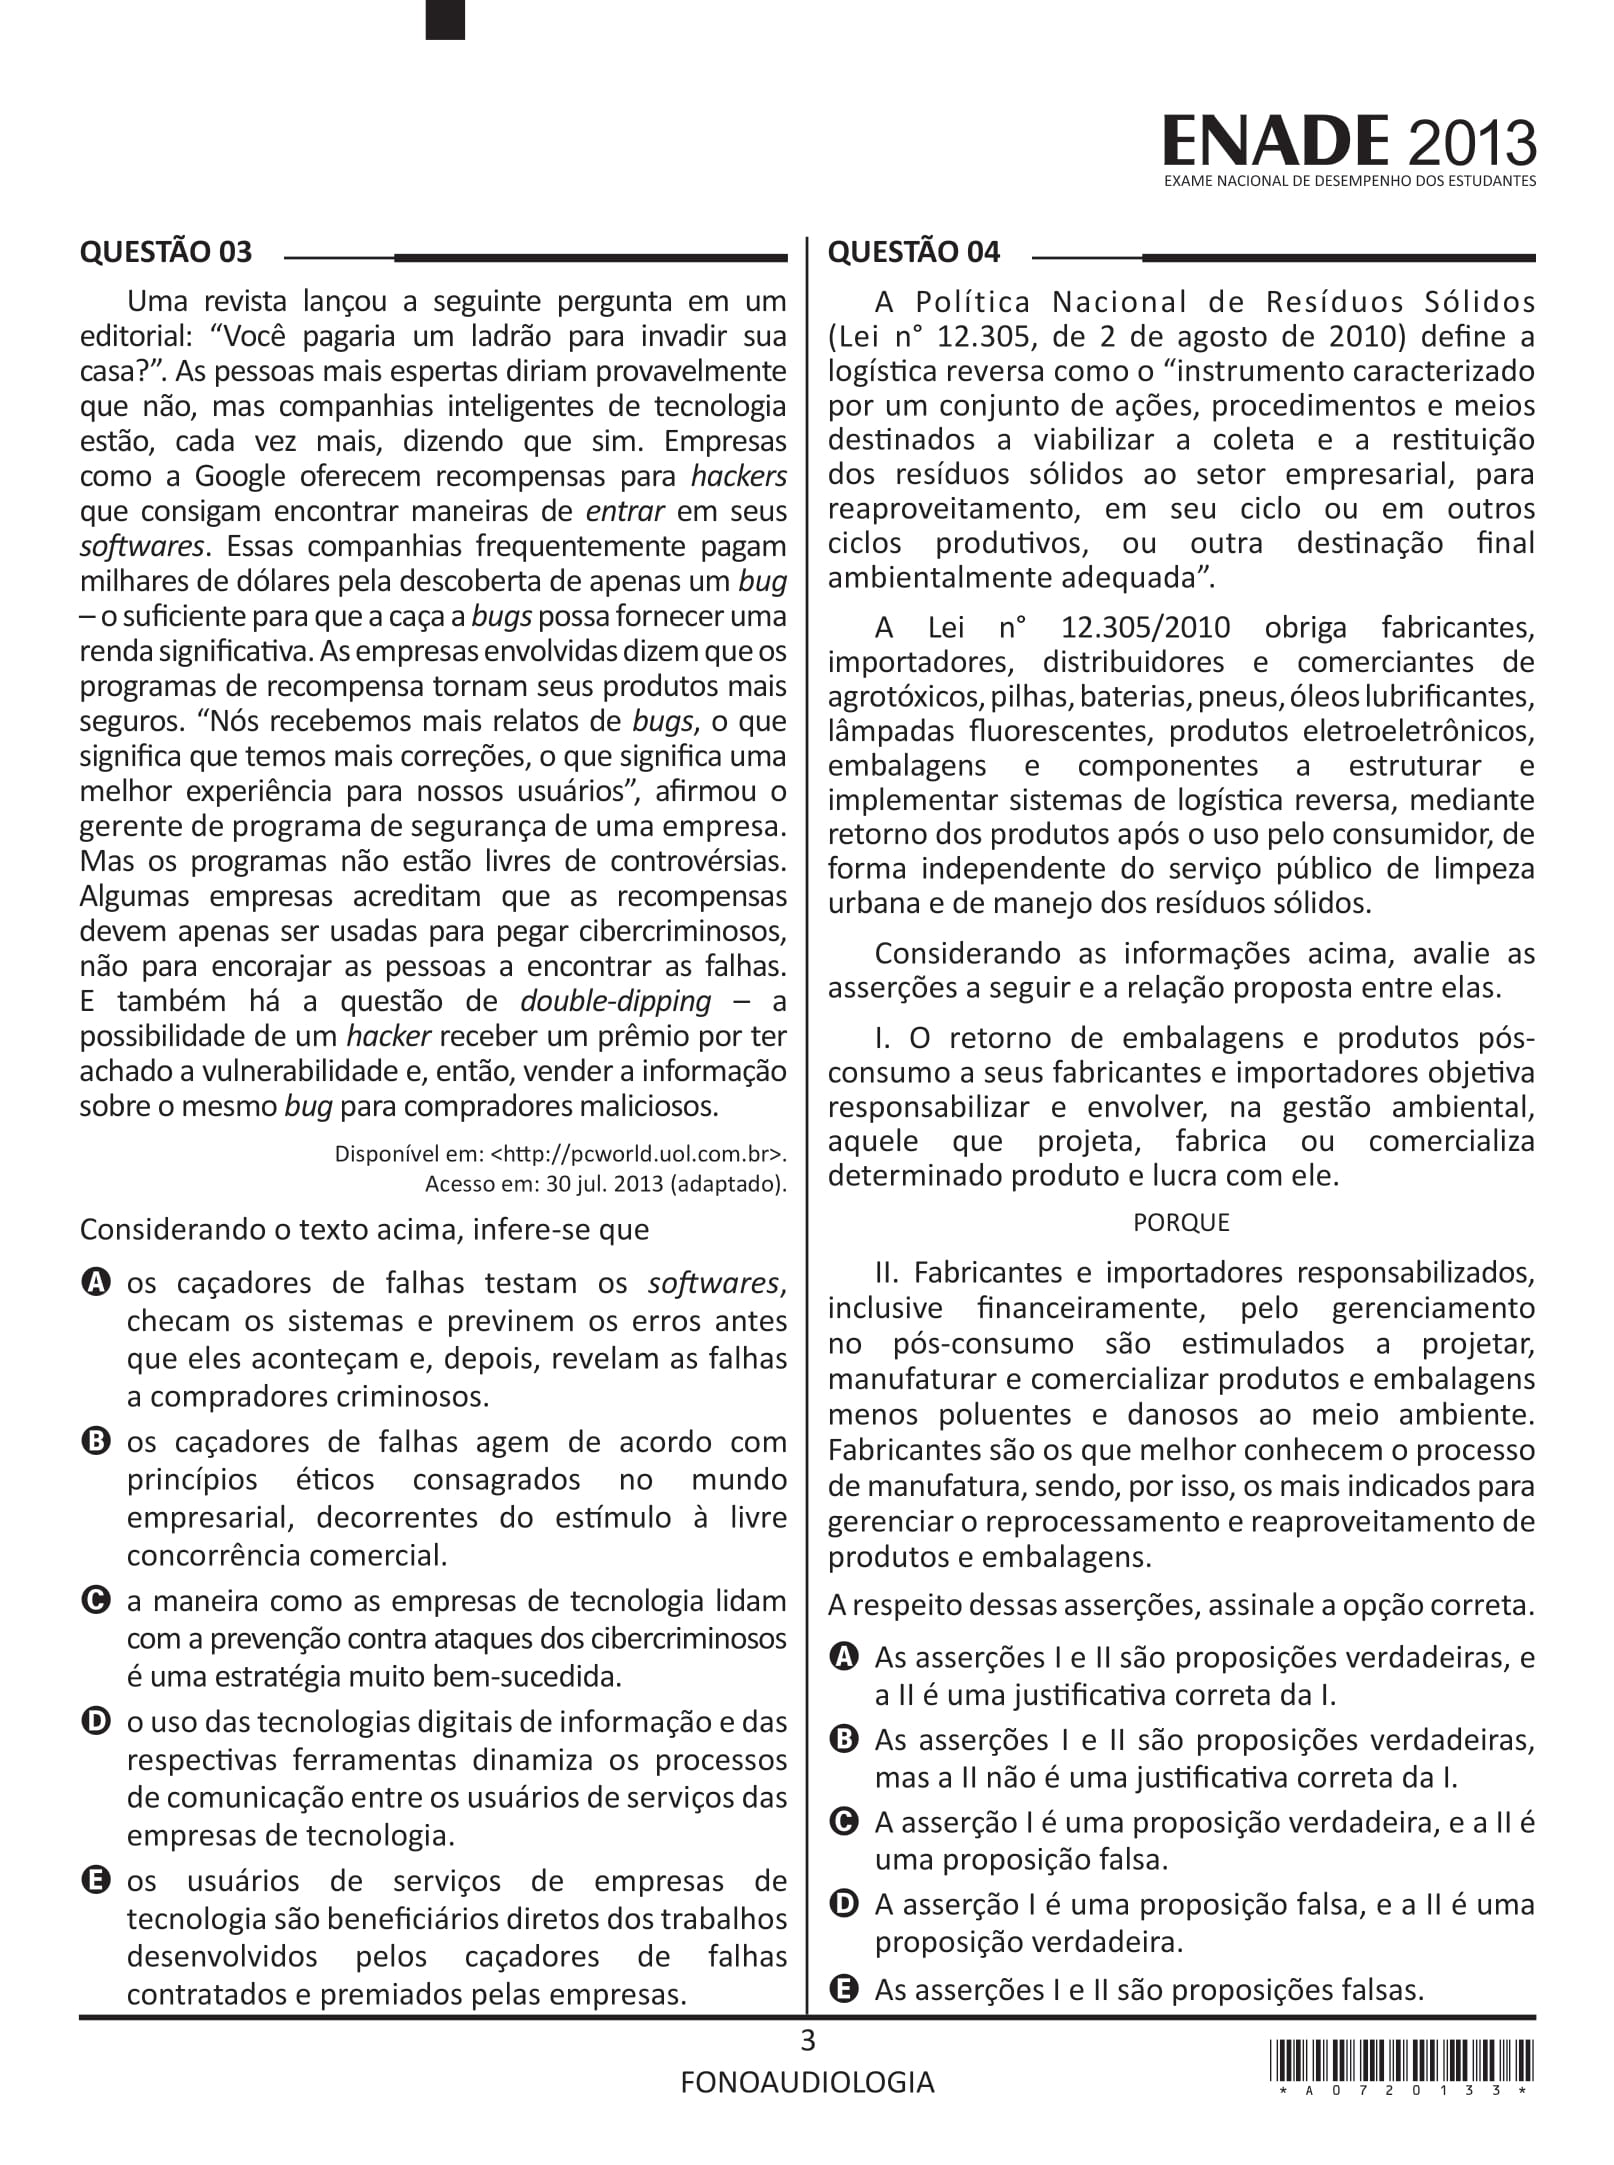 ENADE 2013
EXAME NACIONAL DE DESEMPENHO DOS ESTUDANTES
QUESTÃO 03
Uma revista lançou a seguinte pergunta em um
editorial: “Você pagaria um ladrão para invadir sua
casa?”. As pessoas mais espertas diriam provavelmente
que não, mas companhias inteligentes de tecnologia
estão, cada vez mais, dizendo que sim. Empresas
como a Google oferecem recompensas para hackers
que consigam encontrar maneiras de entrar em seus
softwares. Essas companhias frequentemente pagam
milhares de dólares pela descoberta de apenas um bug
– o suficiente para que a caça a bugs possa fornecer uma
renda significativa. As empresas envolvidas dizem que os
programas de recompensa tornam seus produtos mais
seguros. “Nós recebemos mais relatos de bugs, o que
significa que temos mais correções, o que significa uma
melhor experiência para nossos usuários”, afirmou o
gerente de programa de segurança de uma empresa.
Mas os programas não estão livres de controvérsias.
Algumas empresas acreditam que as recompensas
devem apenas ser usadas para pegar cibercriminosos,
não para encorajar as pessoas a encontrar as falhas.
E também há a questão de double-dipping – a
possibilidade de um hacker receber um prêmio por ter
achado a vulnerabilidade e, então, vender a informação
sobre o mesmo bug para compradores maliciosos.
Disponível em: <http://pcworld.uol.com.br>.
Acesso em: 30 jul. 2013 (adaptado).
Considerando o texto acima, infere-se que
A os caçadores de falhas testam os softwares,
checam os sistemas e previnem os erros antes
que eles aconteçam e, depois, revelam as falhas
a compradores criminosos.
B os caçadores de falhas agem de acordo com
princípios éticos consagrados no mundo
empresarial, decorrentes do estímulo à livre
concorrência comercial.
C a maneira como as empresas de tecnologia lidam
com a prevenção contra ataques dos cibercriminosos
é uma estratégia muito bem-sucedida.
D o uso das tecnologias digitais de informação e das
respectivas ferramentas dinamiza os processos
de comunicação entre os usuários de serviços das
empresas de tecnologia.
E os usuários de serviços de empresas de
tecnologia são beneficiários diretos dos trabalhos
desenvolvidos pelos caçadores de falhas
contratados e premiados pelas empresas.
QUESTÃO 04
A Política Nacional de Resíduos Sólidos
(Lei n° 12.305, de 2 de agosto de 2010) define a
logística reversa como o “instrumento caracterizado
por um conjunto de ações, procedimentos e meios
destinados a viabilizar a coleta e a restituição
dos resíduos sólidos ao setor empresarial, para
reaproveitamento, em seu ciclo ou em outros
ciclos produtivos, ou outra destinação final
ambientalmente adequada”.
A Lei n° 12.305/2010 obriga fabricantes,
importadores, distribuidores e comerciantes de
agrotóxicos, pilhas, baterias, pneus, óleos lubrificantes,
lâmpadas fluorescentes, produtos eletroeletrônicos,
embalagens e componentes a estruturar e
implementar sistemas de logística reversa, mediante
retorno dos produtos após o uso pelo consumidor, de
forma independente do serviço público de limpeza
urbana e de manejo dos resíduos sólidos.
Considerando as informações acima, avalie as
asserções a seguir e a relação proposta entre elas.
I. O retorno de embalagens e produtos pós-
consumo a seus fabricantes e importadores objetiva
responsabilizar e envolver, na gestão ambiental,
aquele que projeta, fabrica ou comercializa
determinado produto e lucra com ele.
PORQUE
II. Fabricantes e importadores responsabilizados,
inclusive financeiramente, pelo gerenciamento
no pós-consumo são estimulados a projetar,
manufaturar e comercializar produtos e embalagens
menos poluentes e danosos ao meio ambiente.
Fabricantes são os que melhor conhecem o processo
de manufatura, sendo, por isso, os mais indicados para
gerenciar o reprocessamento e reaproveitamento de
produtos e embalagens.
A respeito dessas asserções, assinale a opção correta.
A As asserções I e II são proposições verdadeiras, e
a II é uma justificativa correta da I.
B As asserções I e II são proposições verdadeiras,
mas a II não é uma justificativa correta da I.
C A asserção I é uma proposição verdadeira, e a II é
uma proposição falsa.
D A asserção I é uma proposição falsa, e a II é uma
proposição verdadeira.
E As asserções I e II são proposições falsas.
3
FONOAUDIOLOGIA
*A0720133*